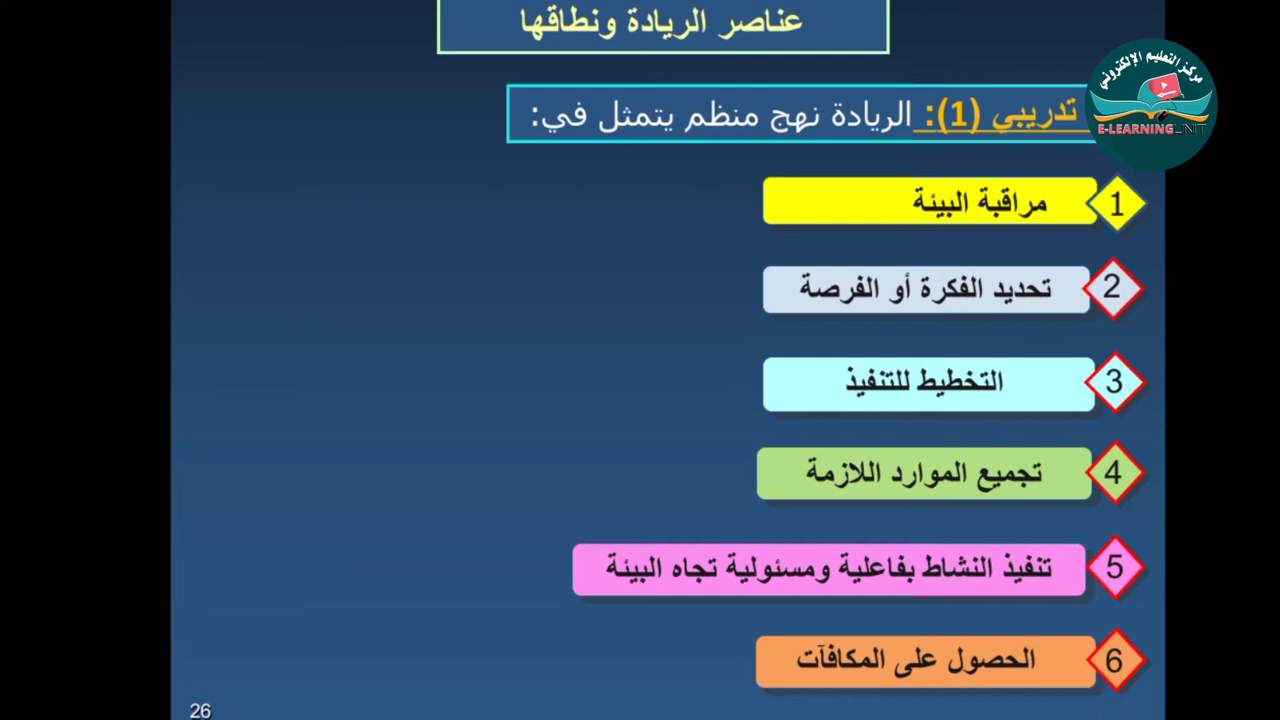 عناصر الريادة ونطاقها
مركز التعليم الإلكتروني
E-LEARNING UNIT
تدريبي (1): الريادة نهج منظم يتمثل في:
1 مراقبة البيئة
2 تحديد الفكرة أو الفرصة
3 التخطيط للتنفيذ
4 تجميع الموارد اللازمة
5 تنفيذ النشاط بفاعلية ومسئولية تجاه البيئة
6 الحصول على المكافآت
26